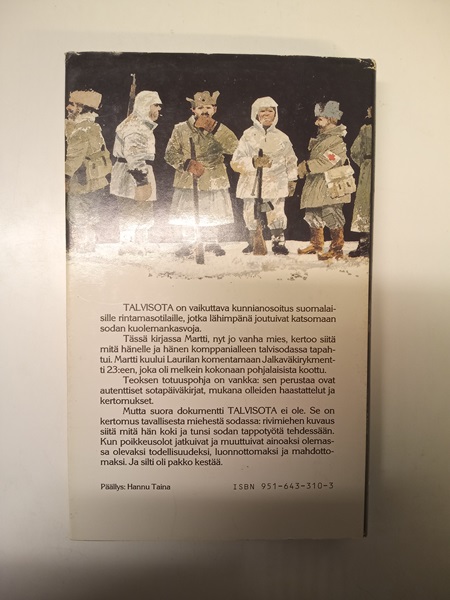 TALVISOTA on vaikuttava kunnianosoitus suomalai-
sille rintamasotilaille, jotka lähimpänä joutuivat katsomaan
sodan kuolemankasvoja.
Tässä kirjassa Martti, nyt jo vanha mies, kertoo siitä
mitä hänelle ja hänen komppanialleen talvisodassa tapah-
tui. Martti kuului Laurilan komentamaan Jalkaväkirykment-
ti 23:een, joka oli melkein kokonaan pohjalaisista koottu.
Teoksen totuuspohja on vankka: sen perustaa ovat
autenttiset sotapäiväkirjat, mukana olleiden haastattelut ja
kertomukset.
Mutta suora dokumentti TALVISOTA ei ole. Se on
kertomus tavallisesta miehestä sodassa: rivimiehen kuvaus
siitä mitä hän koki ja tunsi sodan tappotyötä tehdessään.
Kun poikkeusolot jatkuivat ja muuttuivat ainoaksi olemas-
sa olevaksi todellisuudeksi, luonnottomaksi ja mahdotto-
maksi. Ja silti oli pakko kestää.
Päällys: Hannu Taina
ISBN 951-643-310-3